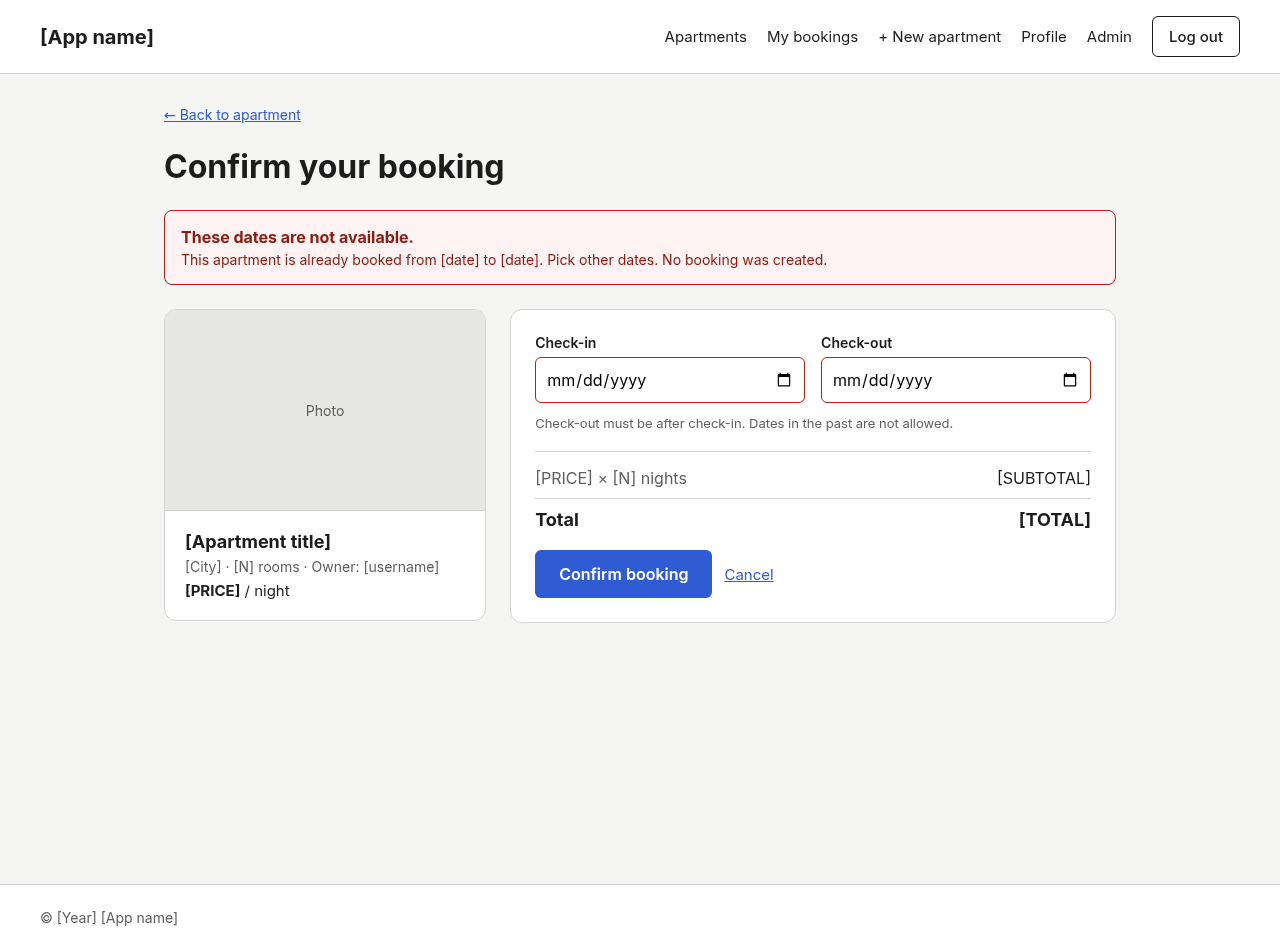 [App name]
Apartments
My bookings
+ New apartment
Profile
Admin
Log out
← Back to apartment
Confirm your booking
These dates are not available.
This apartment is already booked from [date] to [date]. Pick other dates. No booking was created.
Photo
[Apartment title]
[City] · [N] rooms · Owner: [username]
[PRICE] / night
Check-in
Check-out
mm/dd/yyyy
mm/dd/yyyy
Check-out must be after check-in. Dates in the past are not allowed.
[PRICE] × [N] nights
[SUBTOTAL]
Total
[TOTAL]
Confirm booking
Cancel
© [Year] [App name]